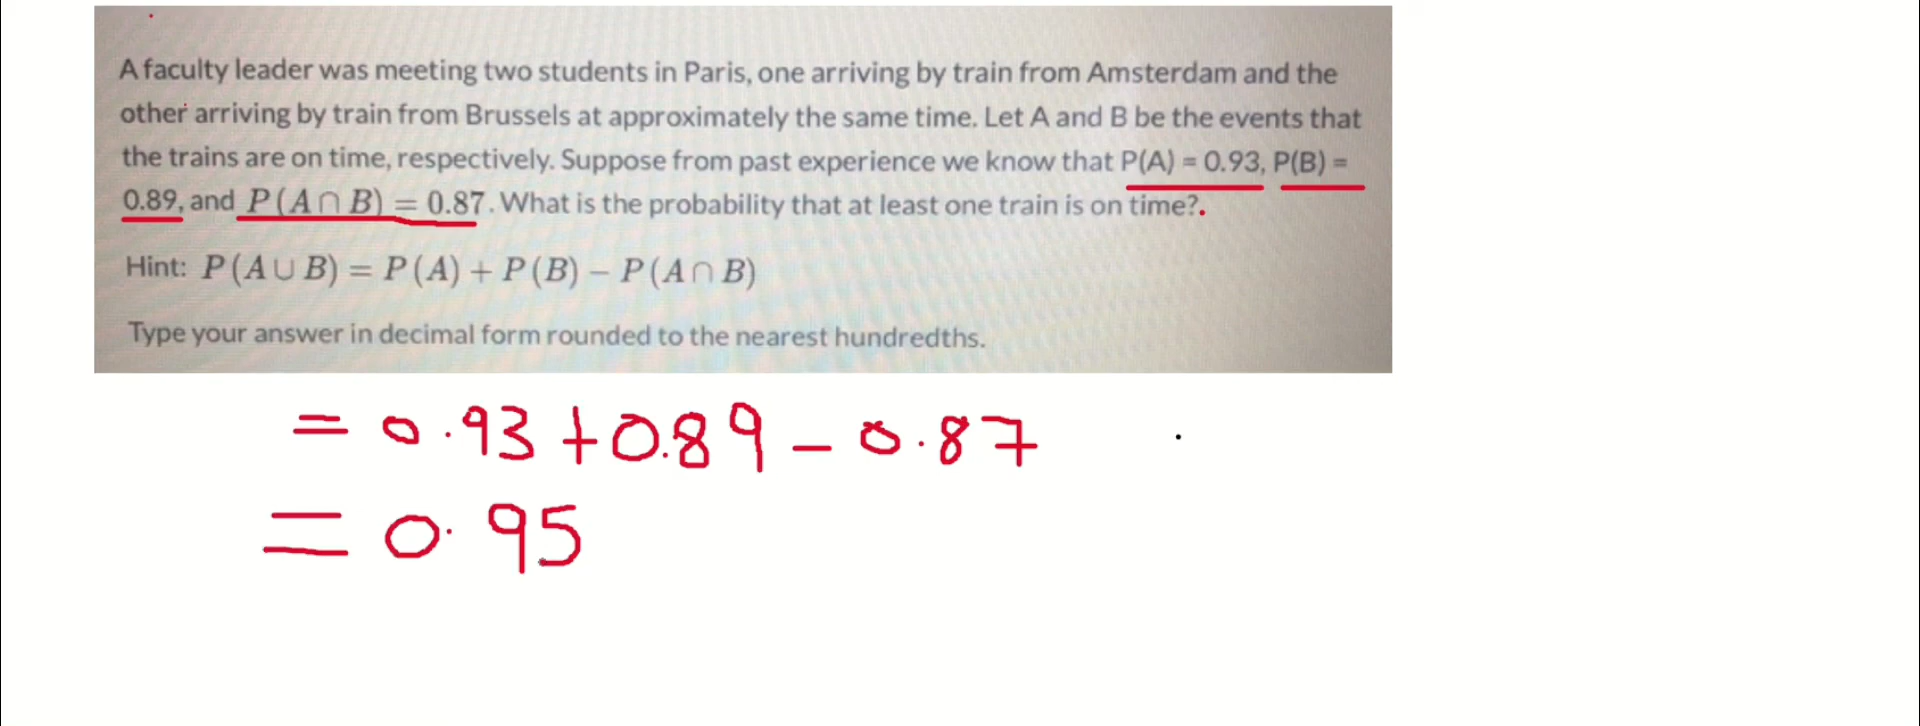 A faculty leader was meeting two students in Paris, one arriving by train from Amsterdam and the
other arriving by train from Brussels at approximately the same time. Let A and B be the events that
the trains are on time, respectively. Suppose from past experience we know that P(A) = 0.93, P(B) =
0.89, and P(A∩B) = 0.87. What is the probability that at least one train is on time?.
Hint: P(A∪B) = P(A) + P(B) − P(A∩B)
Type your answer in decimal form rounded to the nearest hundredths.
= 0.93 + 0.89 − 0.87
= 0.95